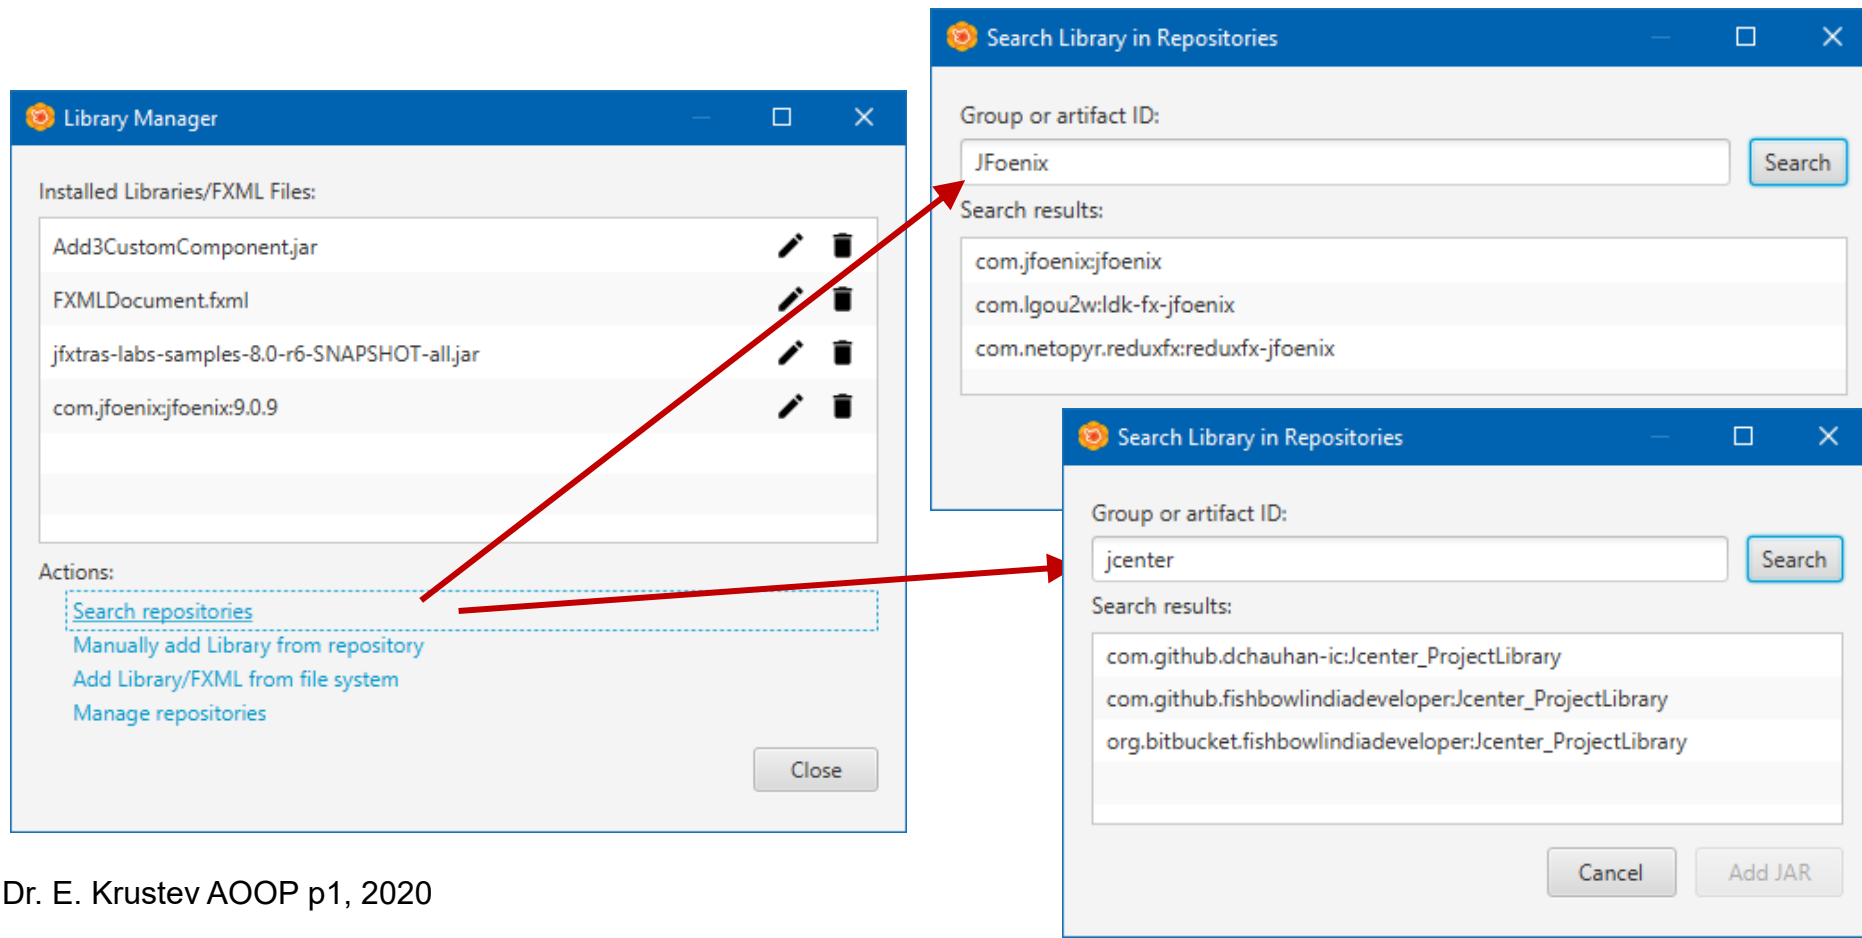 Library Manager
Installed Libraries/FXML Files:
Add3CustomComponent.jar
FXMLDocument.fxml
jfxtras-labs-samples-8.0-r6-SNAPSHOT-all.jar
com.jfoenix:jfoenix:9.0.9
Actions:
Search repositories
Manually add Library from repository
Add Library/FXML from file system
Manage repositories
Close
Search Library in Repositories
Group or artifact ID:
JFoenix
Search
Search results:
com.jfoenix:jfoenix
com.lgou2w:ldk-fx-jfoenix
com.netopyr.reduxfx:reduxfx-jfoenix
Search Library in Repositories
Group or artifact ID:
jcenter
Search
Search results:
com.github.dchauhan-ic:Jcenter_ProjectLibrary
com.github.fishbowlindiadeveloper:Jcenter_ProjectLibrary
org.bitbucket.fishbowlindiadeveloper:Jcenter_ProjectLibrary
Cancel
Add JAR
Dr. E. Krustev AOOP p1, 2020